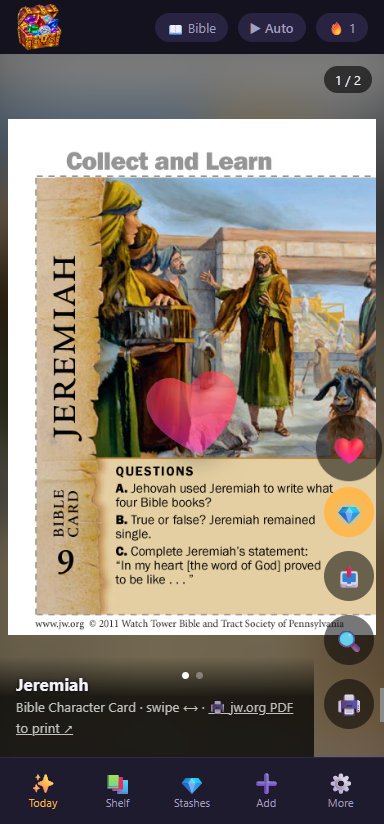 Bible
Auto
1
1 / 2
Collect and Learn
JEREMIAH
BIBLE
CARD
9
QUESTIONS
A. Jehovah used Jeremiah to write what
four Bible books?
B. True or false? Jeremiah remained
single.
C. Complete Jeremiah's statement:
“In my heart [the word of God] proved
to be like . . . ”
www.jw.org © 2011 Watch Tower Bible and Tract Society of Pennsylvania
Jeremiah
Bible Character Card · swipe ↔ · jw.org PDF
to print ↗
Today
Shelf
Stashes
Add
More